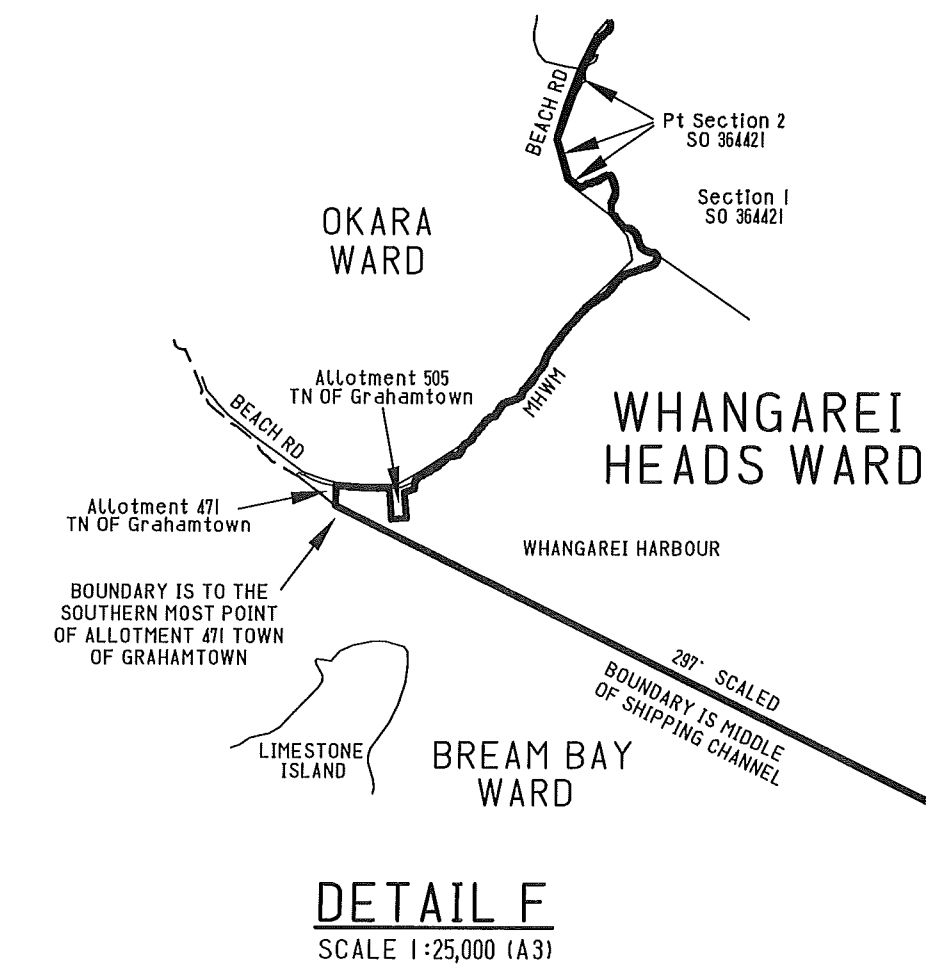 BEACH RD
Pt Section 2
SO 364421
Section 1
SO 364421
OKARA
WARD
Allotment 505
TN OF Grahamtown
MHWM
BEACH RD
WHANGAREI
HEADS WARD
Allotment 471
TN OF Grahamtown
WHANGAREI HARBOUR
BOUNDARY IS TO THE
SOUTHERN MOST POINT
OF ALLOTMENT 471 TOWN
OF GRAHAMTOWN
297° SCALED
BOUNDARY IS MIDDLE
OF SHIPPING CHANNEL
LIMESTONE
ISLAND
BREAM BAY
WARD
DETAIL F
SCALE 1:25,000 (A3)